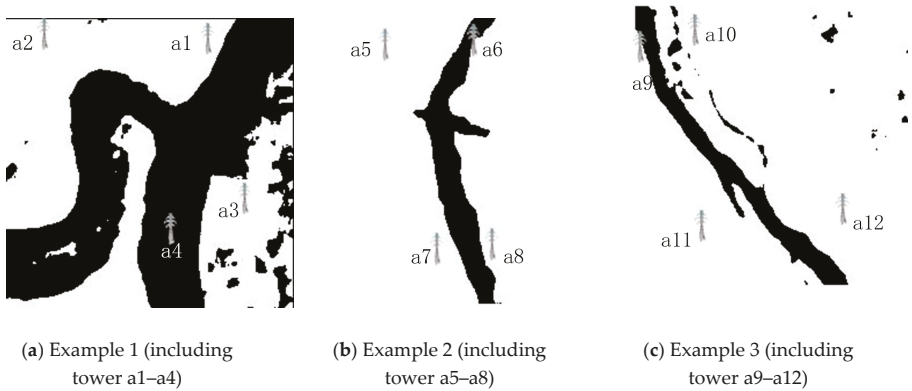 a2
a1
a3
a4
a5
a6
a7
a8
a9
a10
a11
a12
(a) Example 1 (including
tower a1–a4)
(b) Example 2 (including
tower a5–a8)
(c) Example 3 (including
tower a9–a12)